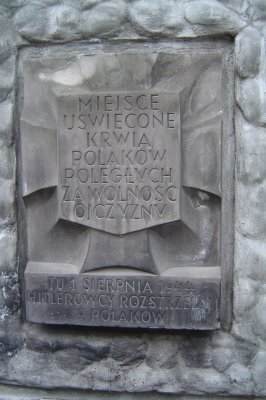 MIEJSCE
UŚWIĘCONE
KRWIĄ
POLAKÓW
POLEGŁYCH
ZA WOLNOŚĆ
OJCZYZNY
TU 1 SIERPNIA 1944
HITLEROWCY ROZSTRZELALI
POLAKÓW